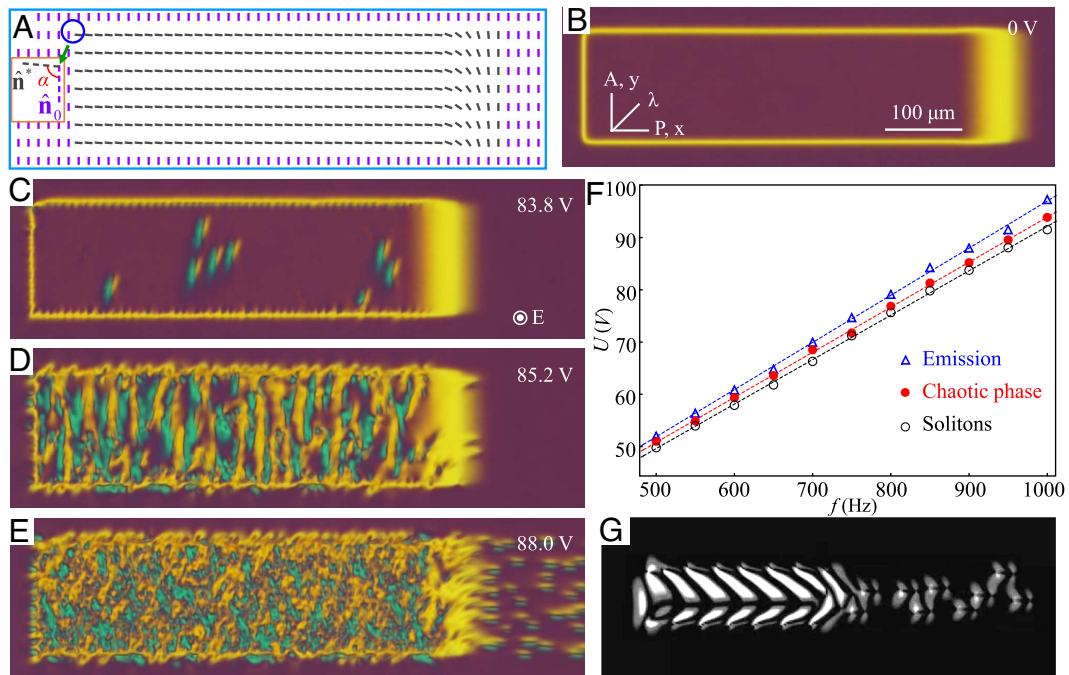 A
n̂*
α
n̂₀
B
0 V
A, y
λ
P, x
100 μm
C
83.8 V
E
D
85.2 V
E
88.0 V
F
100
90
80
70
60
50
U (V)
Emission
Chaotic phase
Solitons
500 600 700 800 900 1000
f (Hz)
G